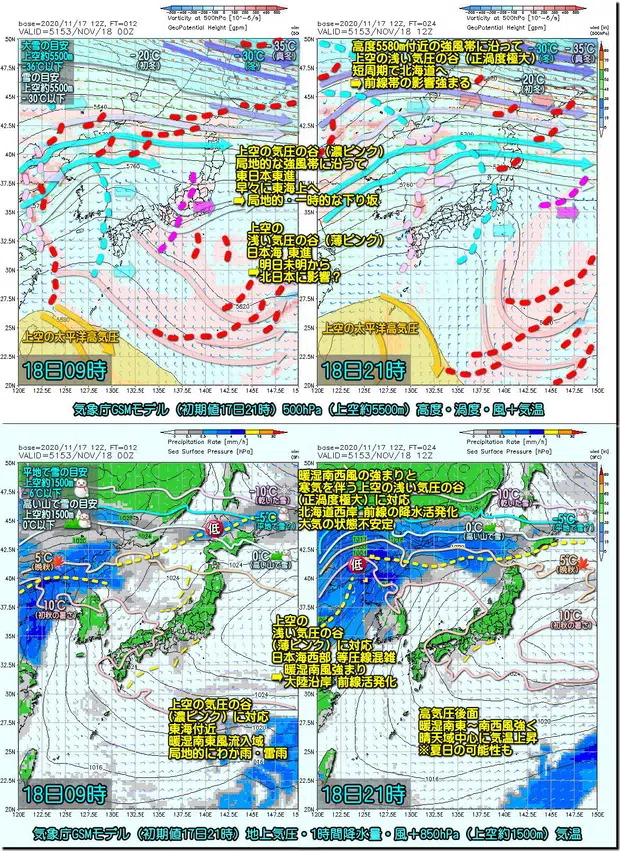 Vorticity at 500hPa [10^-6/s]
base=2020/11/17 12Z, FT=012
GeoPotential Height [gpm]
VALID=5153/NOV/18 00Z
大雪の目安
上空約5500m
-36℃以下
雪の目安
上空約5500m
-30℃以下
-20℃
(初冬)
-30℃
(冬)
-35℃
(真冬)
上空の気圧の谷(濃ピンク)
局地的な強風帯に沿って
東日本東進
早々に東海上へ
➡局地的・一時的な下り坂
上空の
浅い気圧の谷(薄ピンク)
日本海 東進
明日未明から
➡北日本に影響?
上空の太平洋高気圧
18日09時
Vorticity at 500hPa [10^-6/s]
base=2020/11/17 12Z, FT=024
GeoPotential Height [gpm]
VALID=5153/NOV/18 12Z
高度5580m付近の強風帯に沿って
上空の浅い気圧の谷(正渦度極大)
短周期で北海道へ
➡前線帯の影響強まる
-30℃
(冬)
-35℃
(真冬)
-20℃
(初冬)
上空の太平洋高気圧
18日21時
気象庁GSMモデル(初期値17日21時)500hPa(上空約5500m)高度・渦度・風+気温
Precipitation Rate [mm/h]
base=2020/11/17 12Z, FT=012
Sea Surface Pressure [hPa]
VALID=5153/NOV/18 00Z
平地で雪の目安
上空約1500m
-6℃以下
高い山で雪の目安
上空約1500m
0℃以下
-10℃
(乾いた雪)
-5℃
(平地で雪?)
低
0℃
(高い山で雪)
5℃
(晩秋)
10℃
(初秋の暑さ)
上空の
浅い気圧の谷
(薄ピンク)に対応
日本海西部 等圧線混雑
暖湿南風強まり
➡大陸沿岸 前線活発化
上空の気圧の谷
(濃ピンク)に対応
東海付近
暖湿南東風流入域
局地的にわか雨・雷雨
18日09時
Precipitation Rate [mm/h]
base=2020/11/17 12Z, FT=024
Sea Surface Pressure [hPa]
VALID=5153/NOV/18 12Z
暖湿南西風の強まりと
寒気を伴う上空の浅い気圧の谷
(正渦度極大)に対応
北海道西岸 前線の降水活発化
大気の状態不安定
-10℃
(乾いた雪)
-5℃
(平地で雪?)
0℃
(高い山で雪)
低
5℃
(晩秋)
10℃
(初秋の暑さ)
高気圧後面
暖湿南東~南西風強く
晴天域中心に気温上昇
※夏日の可能性も
18日21時
気象庁GSMモデル(初期値17日21時)地上気圧・1時間降水量・風+850hPa(上空約1500m)気温